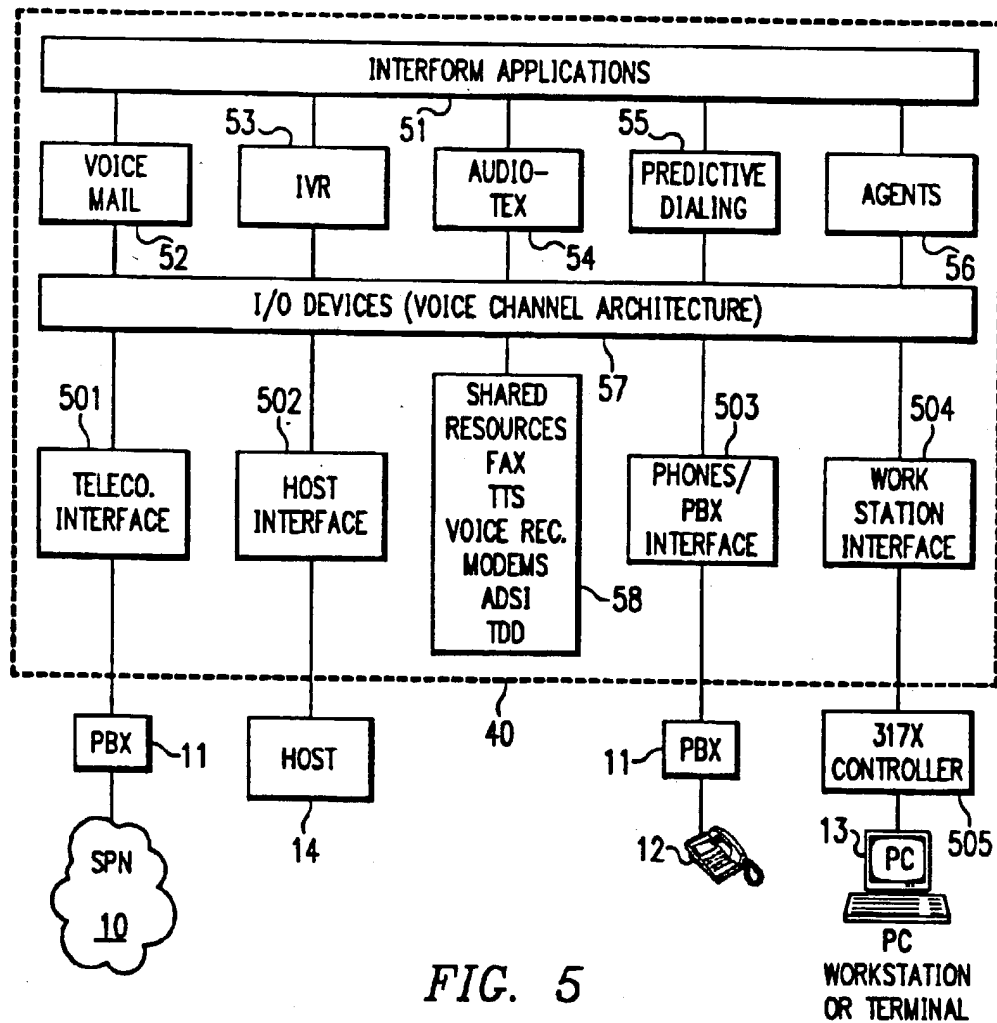 INTERFORM APPLICATIONS
51
53
55
VOICE
MAIL
IVR
AUDIO-
TEX
PREDICTIVE
DIALING
AGENTS
52
54
56
I/O DEVICES (VOICE CHANNEL ARCHITECTURE)
57
501
502
503
504
TELECO.
INTERFACE
HOST
INTERFACE
SHARED
RESOURCES
FAX
TTS
VOICE REC.
MODEMS
ADSI
TDD
58
PHONES/
PBX
INTERFACE
WORK
STATION
INTERFACE
40
PBX
11
HOST
14
11
PBX
317X
CONTROLLER
505
SPN
10
12
13
PC
PC
WORKSTATION
OR TERMINAL
FIG. 5